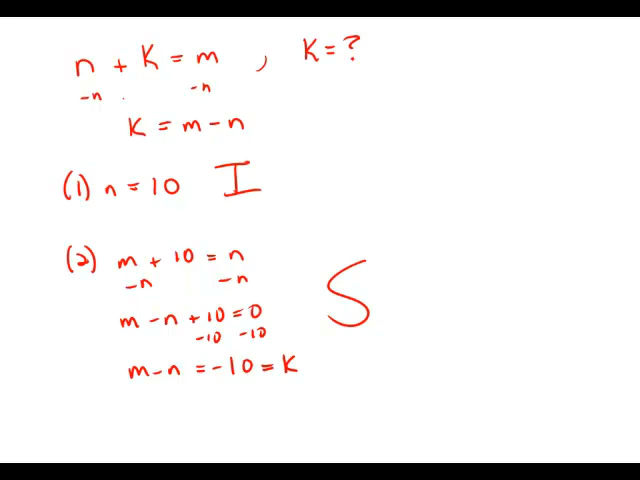 n + K = m , K = ?
-n -n
K = m - n
(1) n = 10 I
(2) m + 10 = n
-n -n
m - n + 10 = 0 S
-10 -10
m - n = -10 = K